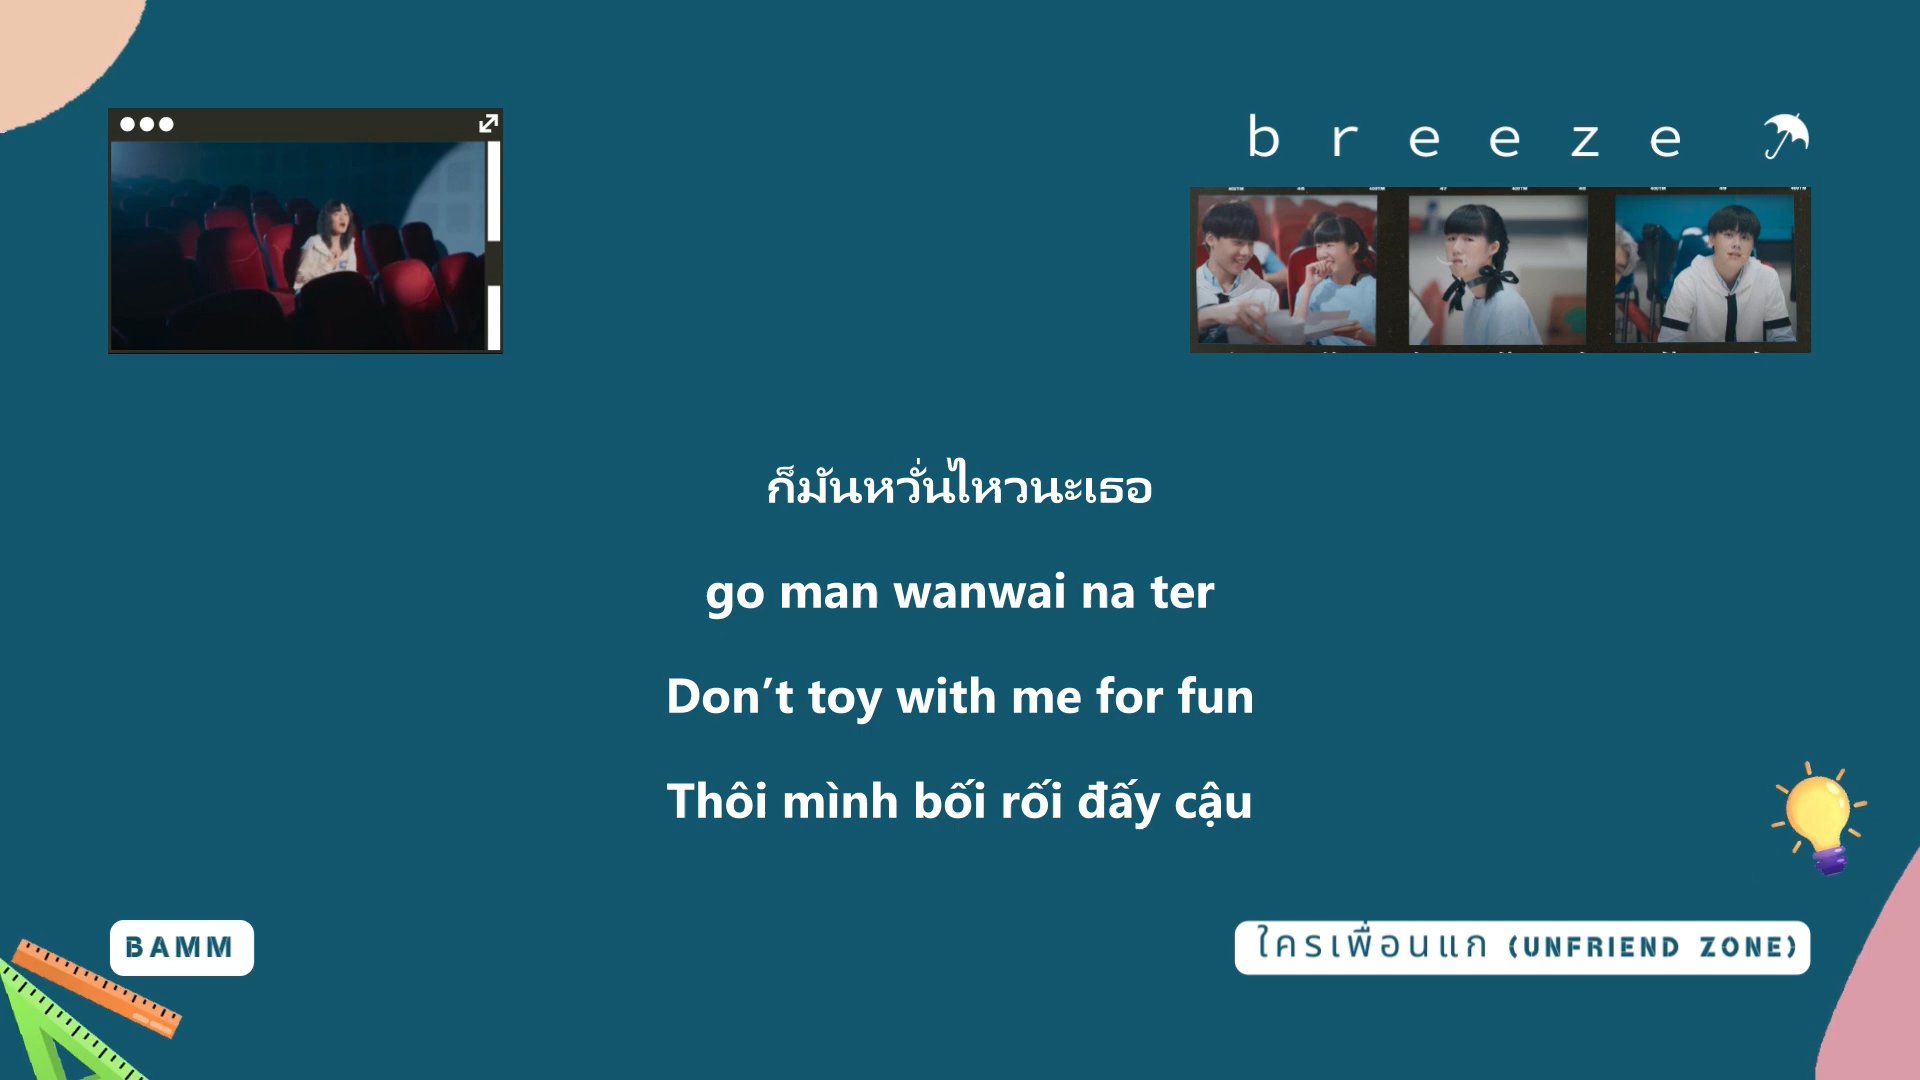 breeze
ก็มันหวั่นไหวนะเธอ
go man wanwai na ter
Don’t toy with me for fun
Thôi mình bối rối đấy cậu
BAMM
ใครเพื่อนแก (UNFRIEND ZONE)